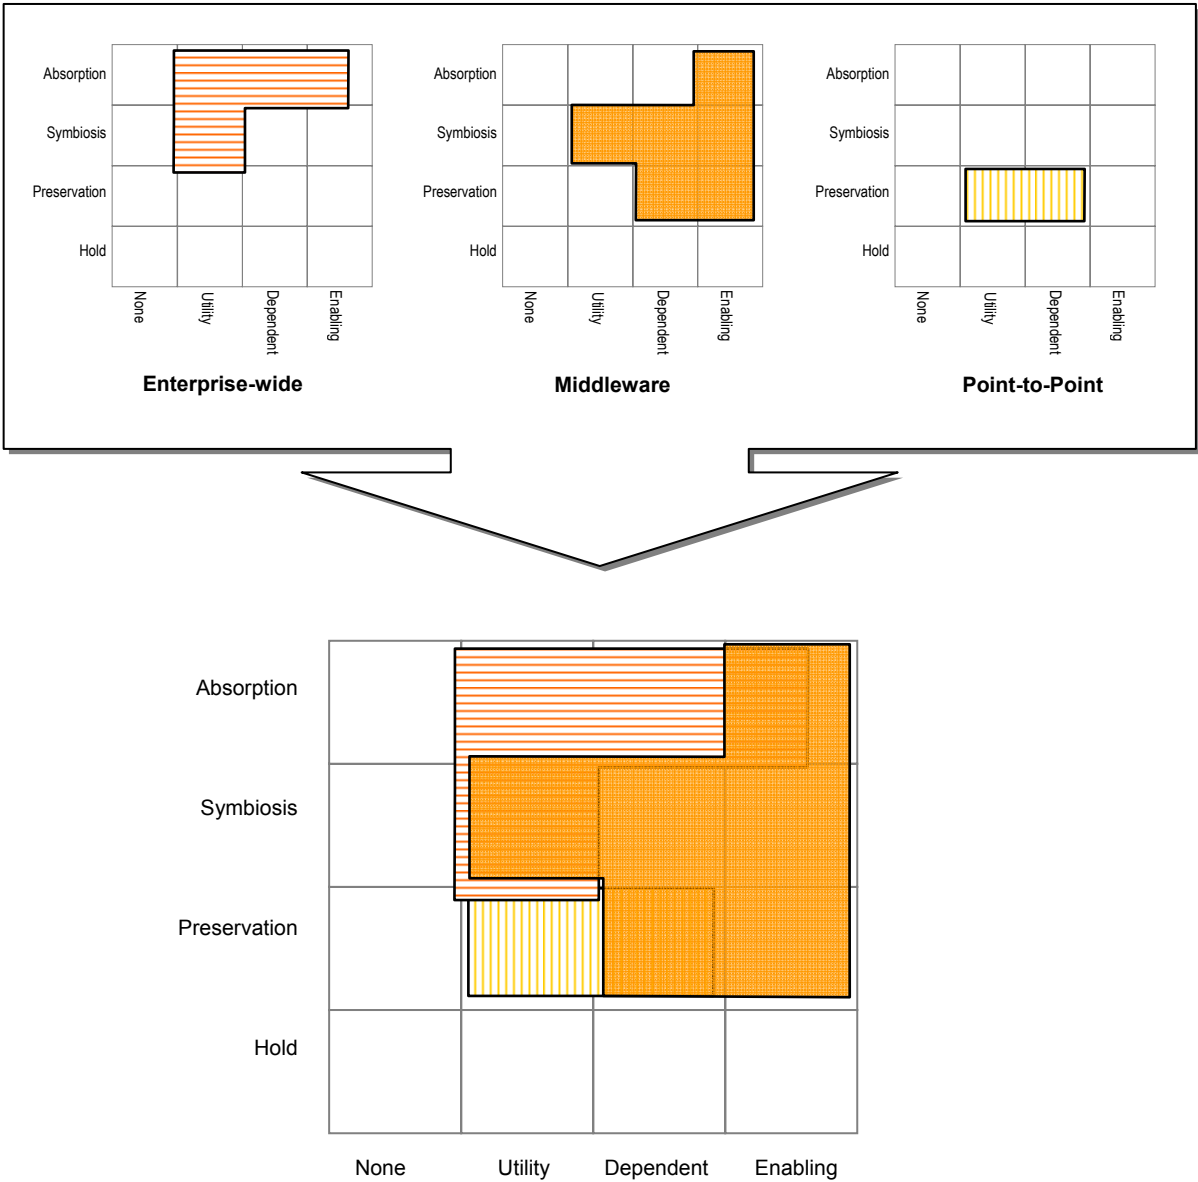 Absorption
Symbiosis
Preservation
Hold
None
Utility
Dependent
Enabling
Enterprise-wide
Absorption
Symbiosis
Preservation
Hold
None
Utility
Dependent
Enabling
Middleware
Absorption
Symbiosis
Preservation
Hold
None
Utility
Dependent
Enabling
Point-to-Point
Absorption
Symbiosis
Preservation
Hold
None Utility Dependent Enabling